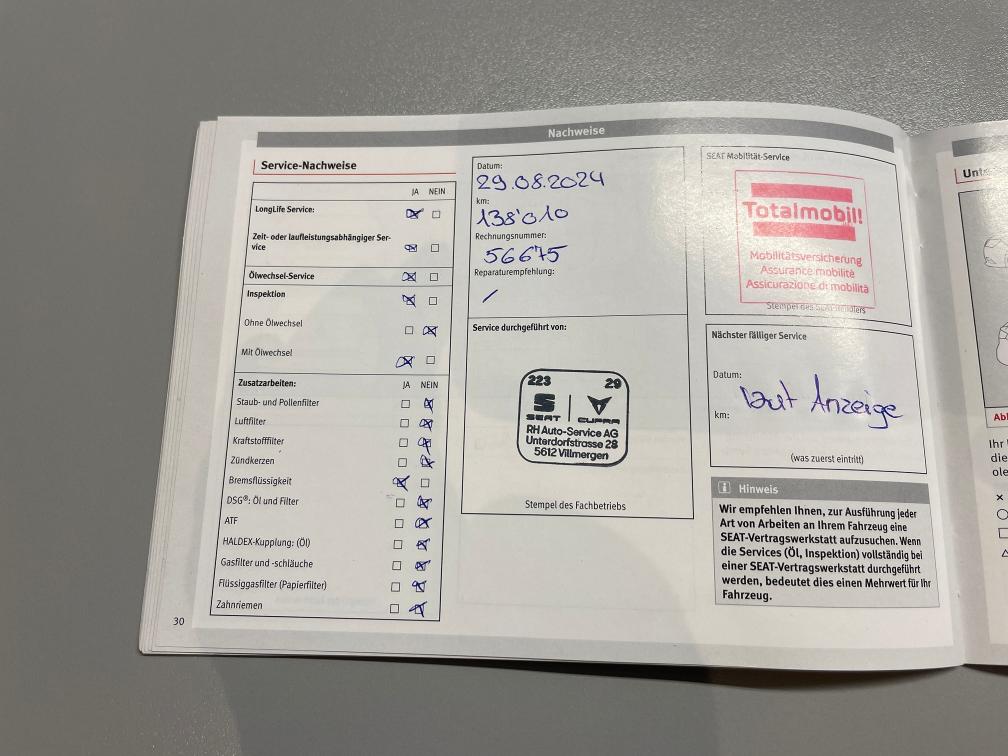 Nachweise
Service-Nachweise
JA NEIN
LongLife Service:
Zeit- oder laufleistungsabhängiger Ser-
vice
Ölwechsel-Service
Inspektion
Ohne Ölwechsel
Mit Ölwechsel
Zusatzarbeiten: JA NEIN
Staub- und Pollenfilter
Luftfilter
Kraftstofffilter
Zündkerzen
Bremsflüssigkeit
DSG®: Öl und Filter
ATF
HALDEX-Kupplung: (Öl)
Gasfilter und -schläuche
Flüssiggasfilter (Papierfilter)
Zahnriemen
30
Datum:
29.08.2024
km:
138'010
Rechnungsnummer:
56675
Reparaturempfehlung:
/
Service durchgeführt von:
223 29
SEAT CUPRA
RH Auto-Service AG
Unterdorfstrasse 28
5612 Villmergen
Stempel des Fachbetriebs
SEAT Mobilität-Service
Totalmobil!
Mobilitätsversicherung
Assurance mobilité
Assicurazione di mobilità
Stempel des SEAT-Händlers
Nächster fälliger Service
Datum:
laut Anzeige
km:
(was zuerst eintritt)
i Hinweis
Wir empfehlen Ihnen, zur Ausführung jeder
Art von Arbeiten an Ihrem Fahrzeug eine
SEAT-Vertragswerkstatt aufzusuchen. Wenn
die Services (Öl, Inspektion) vollständig bei
einer SEAT-Vertragswerkstatt durchgeführt
werden, bedeutet dies einen Mehrwert für Ihr
Fahrzeug.
Ihr
die